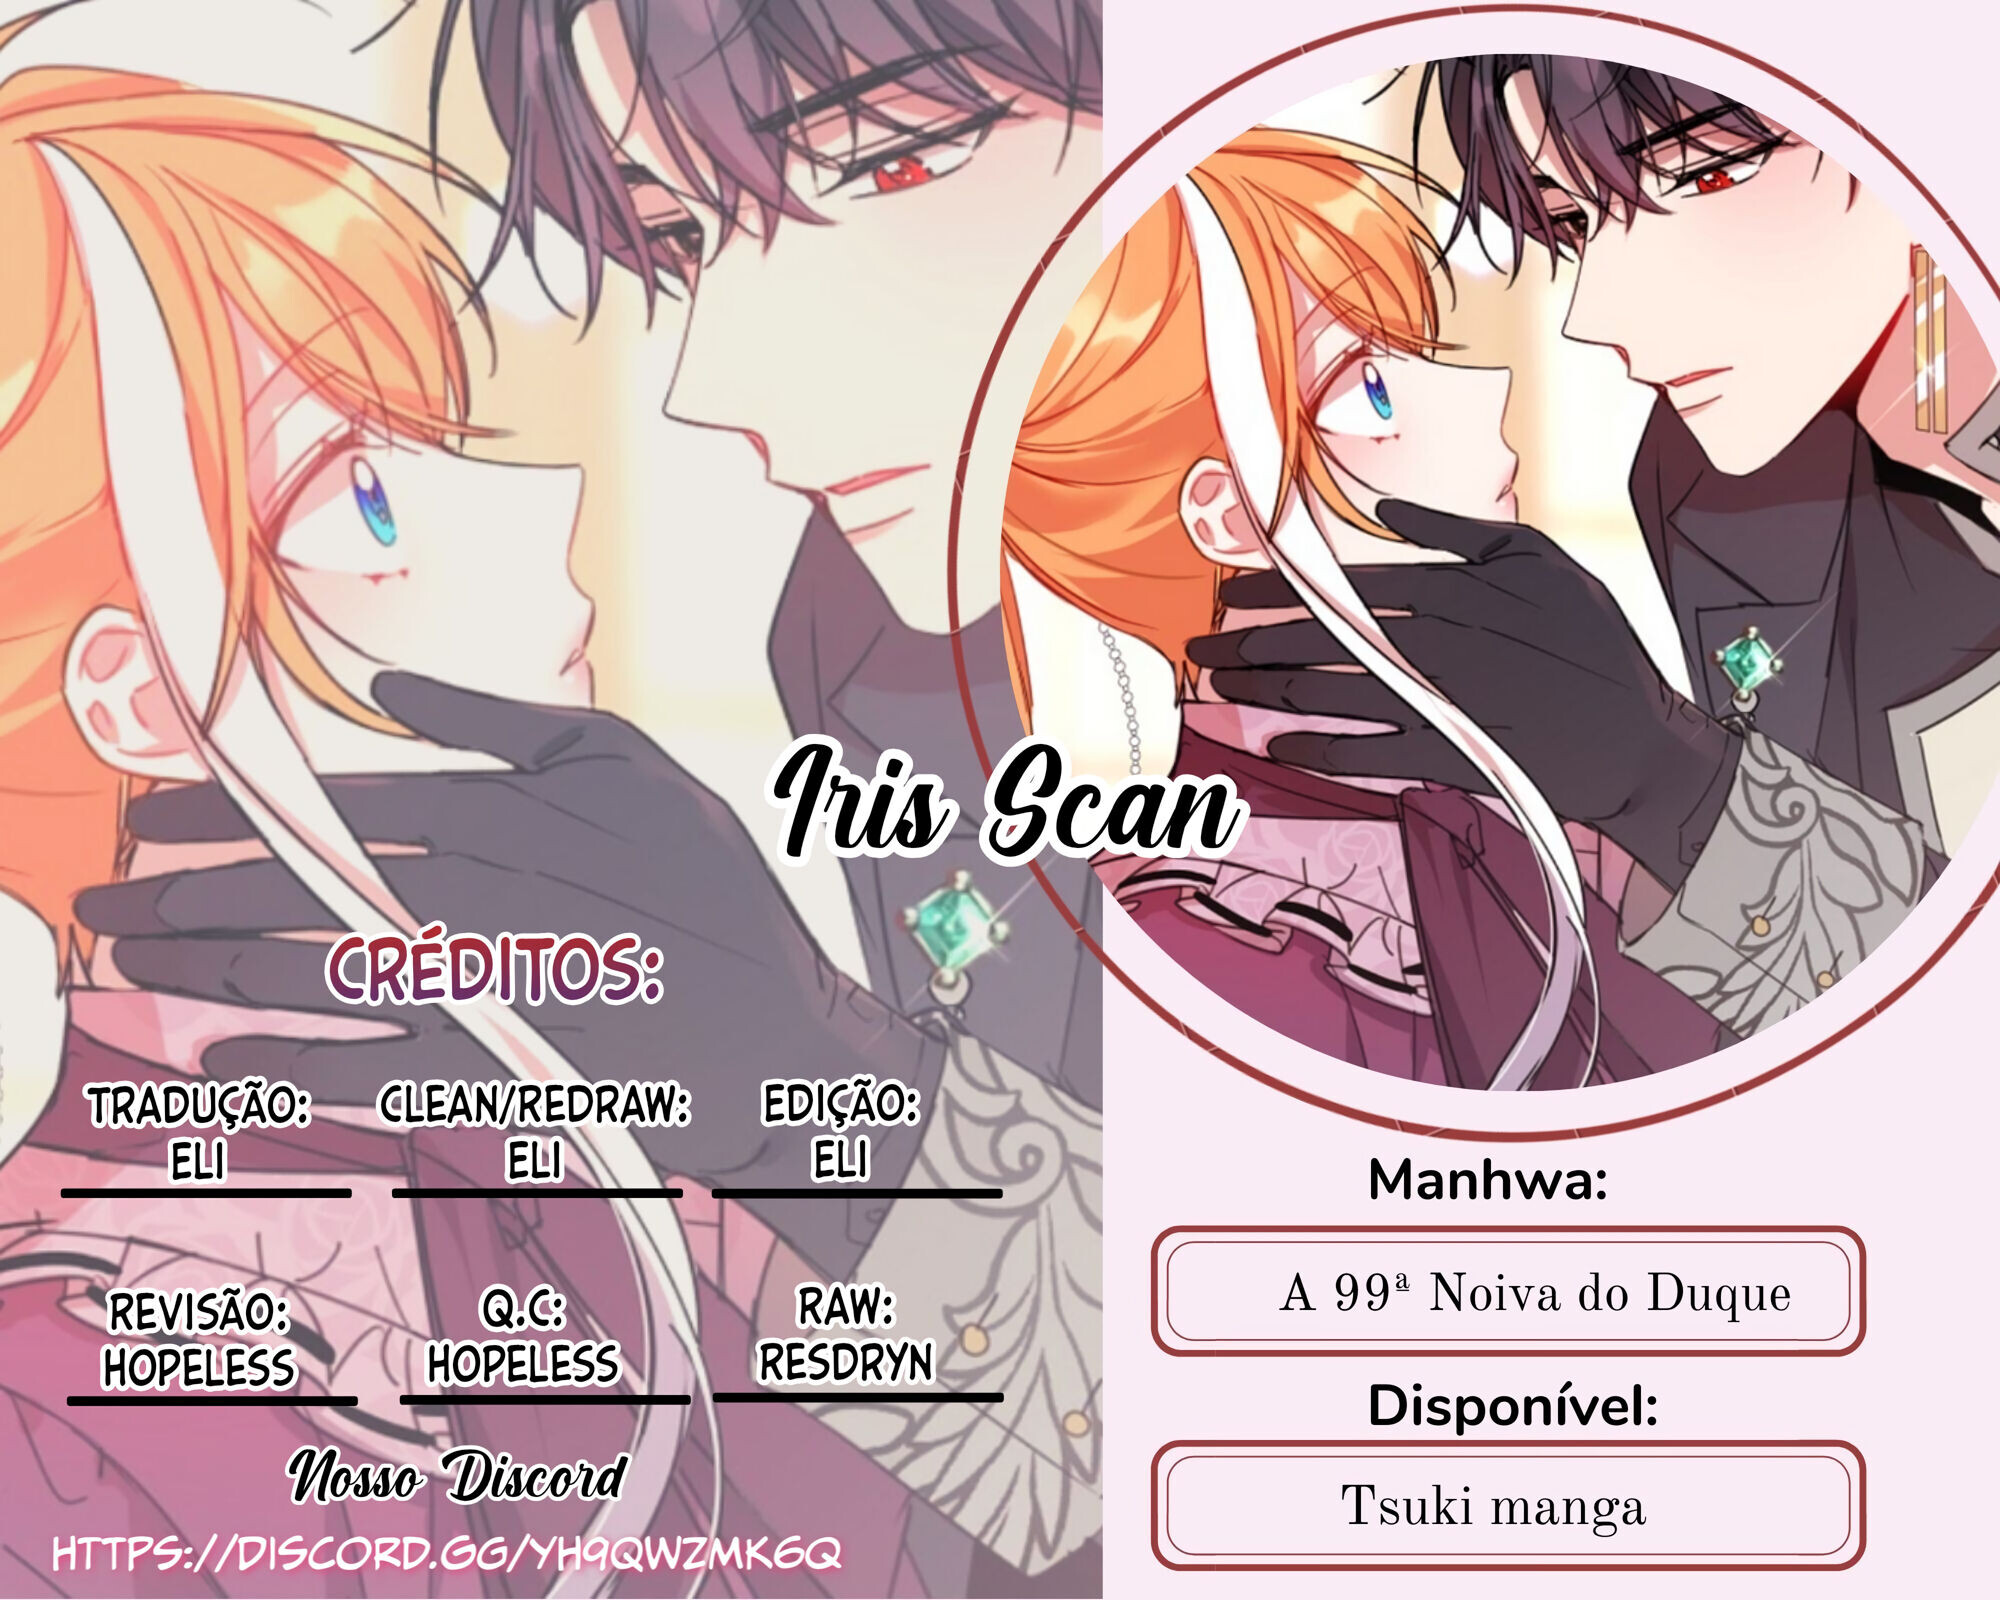 Iris Scan
CRÉDITOS:
TRADUÇÃO:
ELI
CLEAN/REDRAW:
ELI
EDIÇÃO:
ELI
REVISÃO:
HOPELESS
Q.C:
HOPELESS
RAW:
RESDRYN
Nosso Discord
HTTPS://DISCORD.GG/YH9QWZMK6Q
Manhwa:
A 99ª Noiva do Duque
Disponível:
Tsuki manga